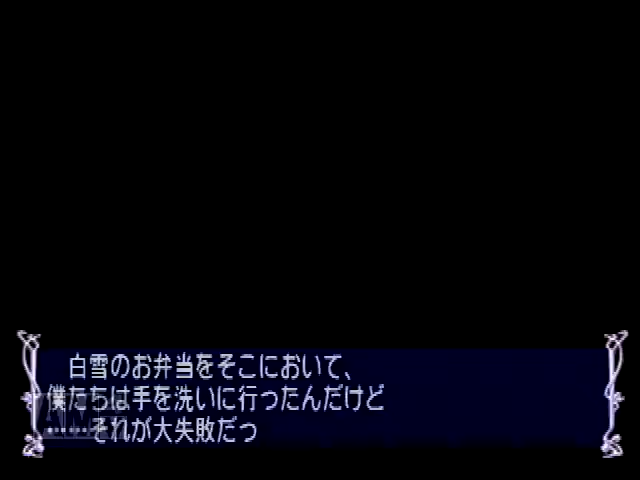 白雪のお弁当をそこにおいて、
僕たちは手を洗いに行ったんだけど
……それが大失敗だっ